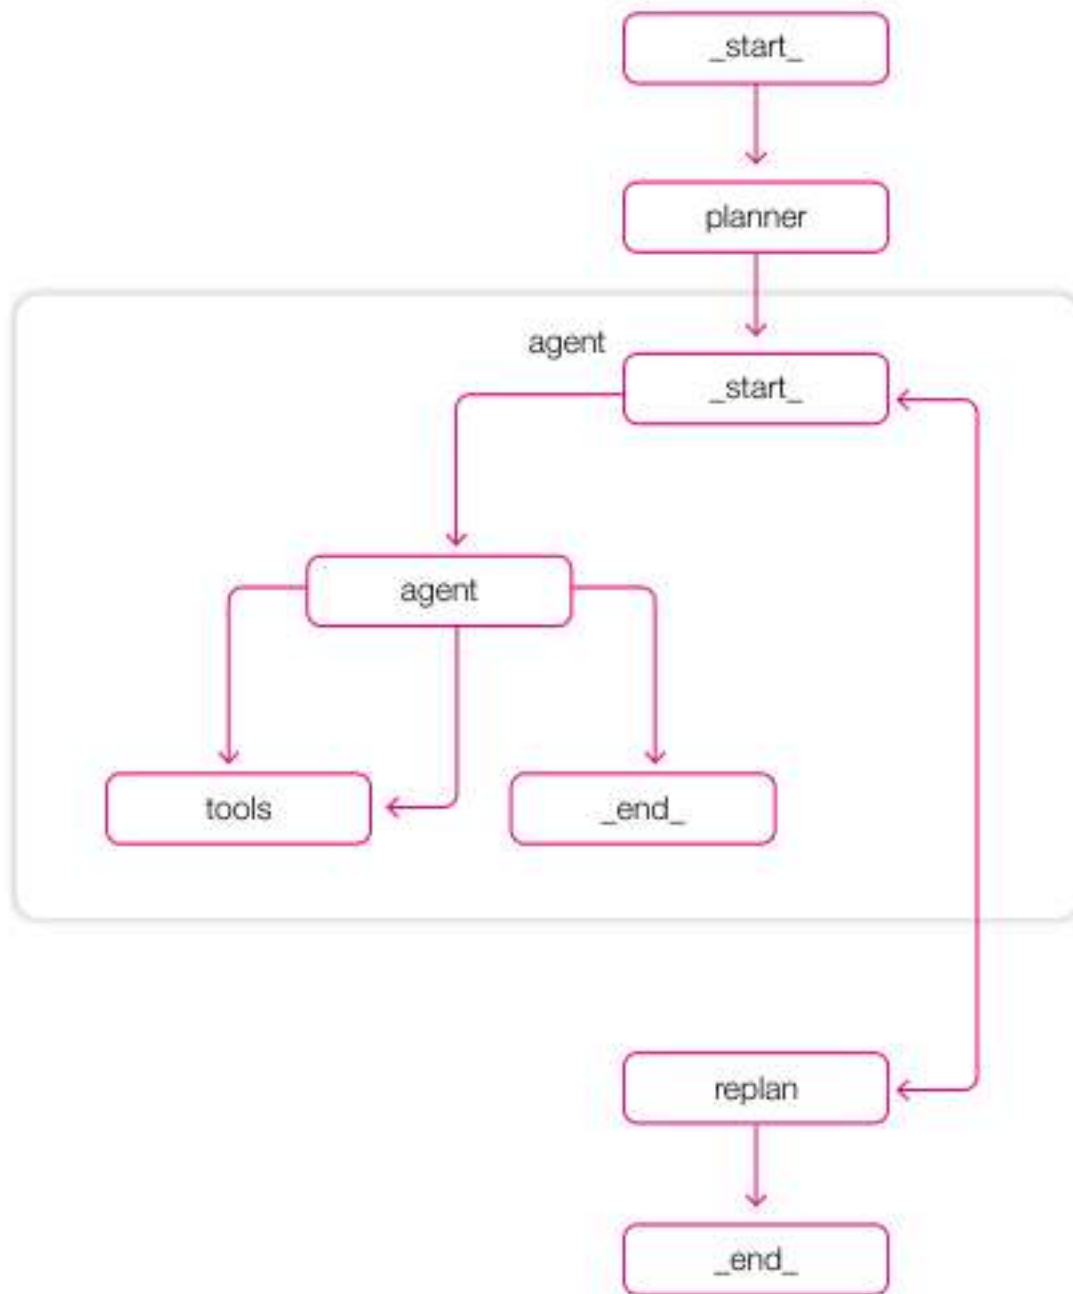 _start_
planner
agent
_start_
agent
tools
_end_
replan
_end_